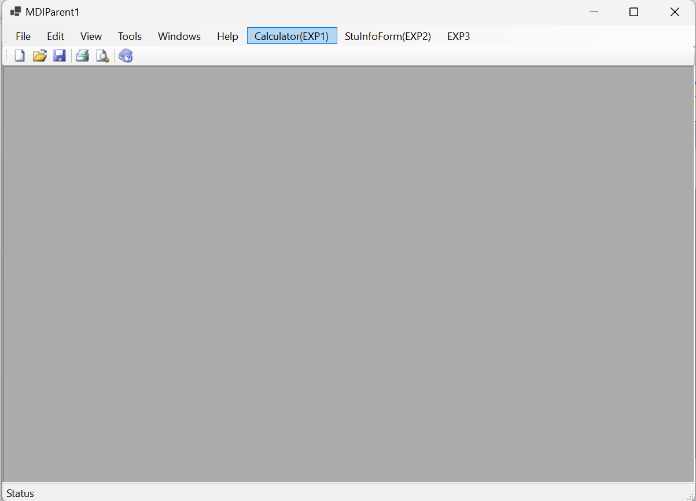 MDIParent1
File Edit View Tools Windows Help Calculator(EXP1) StuInfoForm(EXP2) EXP3
Status